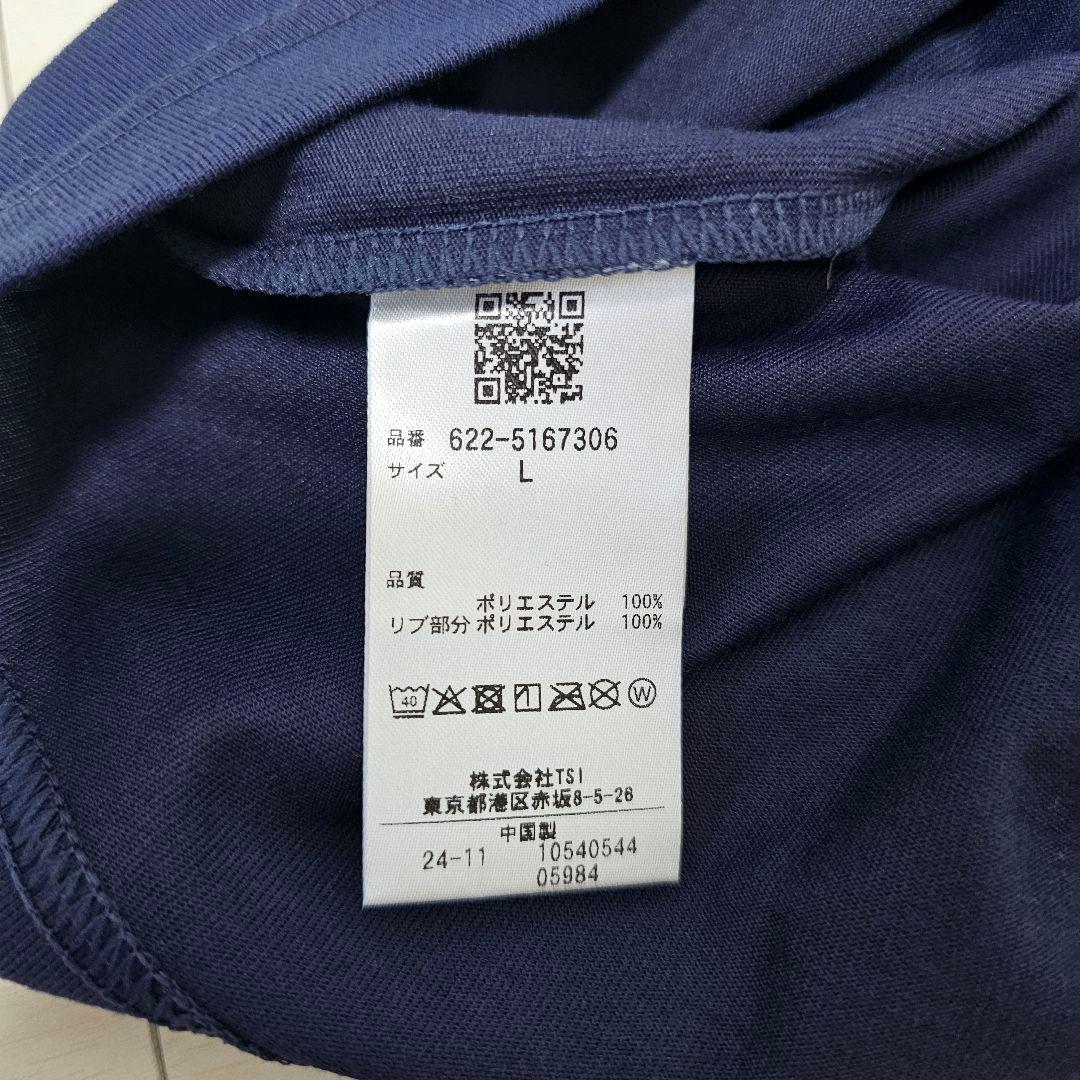 品番 622-5167306
サイズ L
品質
ポリエステル 100%
リブ部分 ポリエステル 100%
40
W
株式会社TSI
東京都港区赤坂8-5-26
中国製
24-11 10540544
05984